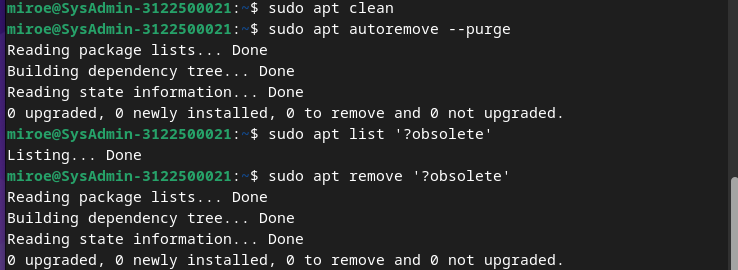 miroe@SysAdmin-3122500021:~$ sudo apt clean
miroe@SysAdmin-3122500021:~$ sudo apt autoremove --purge
Reading package lists... Done
Building dependency tree... Done
Reading state information... Done
0 upgraded, 0 newly installed, 0 to remove and 0 not upgraded.
miroe@SysAdmin-3122500021:~$ sudo apt list '?obsolete'
Listing... Done
miroe@SysAdmin-3122500021:~$ sudo apt remove '?obsolete'
Reading package lists... Done
Building dependency tree... Done
Reading state information... Done
0 upgraded, 0 newly installed, 0 to remove and 0 not upgraded.